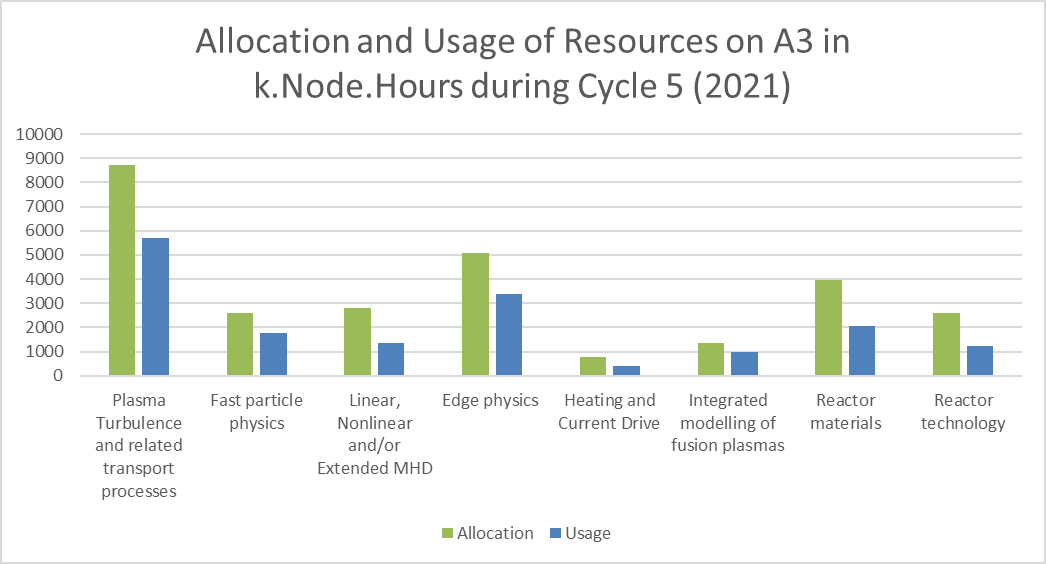 Allocation and Usage of Resources on A3 in
k.Node.Hours during Cycle 5 (2021)
10000
9000
8000
7000
6000
5000
4000
3000
2000
1000
0
Plasma
Turbulence
and related
transport
processes
Fast particle
physics
Linear,
Nonlinear
and/or
Extended MHD
Edge physics
Heating and
Current Drive
Integrated
modelling of
fusion plasmas
Reactor
materials
Reactor
technology
Allocation
Usage